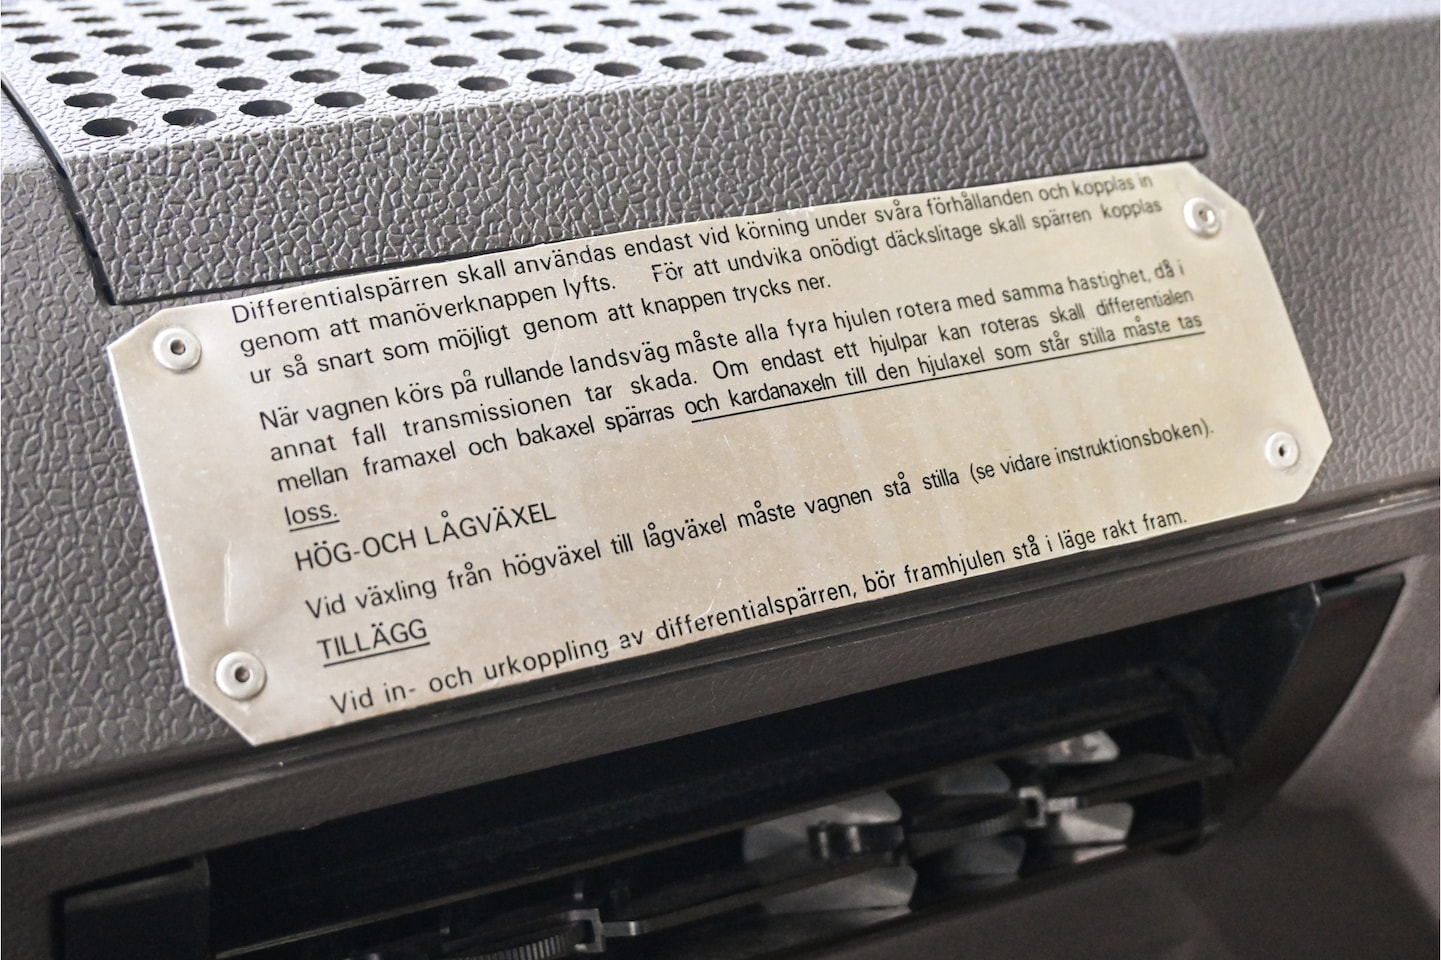 Differentialspärren skall användas endast vid körning under svåra förhållanden och kopplas in
genom att manöverknappen lyfts. För att undvika onödigt däckslitage skall spärren kopplas
ur så snart som möjligt genom att knappen trycks ner.
När vagnen körs på rullande landsväg måste alla fyra hjulen rotera med samma hastighet, då i
annat fall transmissionen tar skada. Om endast ett hjulpar kan roteras skall differentialen
mellan framaxel och bakaxel spärras och kardanaxeln till den hjulaxel som står stilla måste tas
loss.
HÖG-OCH LÅGVÄXEL
Vid växling från högväxel till lågväxel måste vagnen stå stilla (se vidare instruktionsboken).
TILLÄGG
Vid in- och urkoppling av differentialspärren, bör framhjulen stå i läge rakt fram.